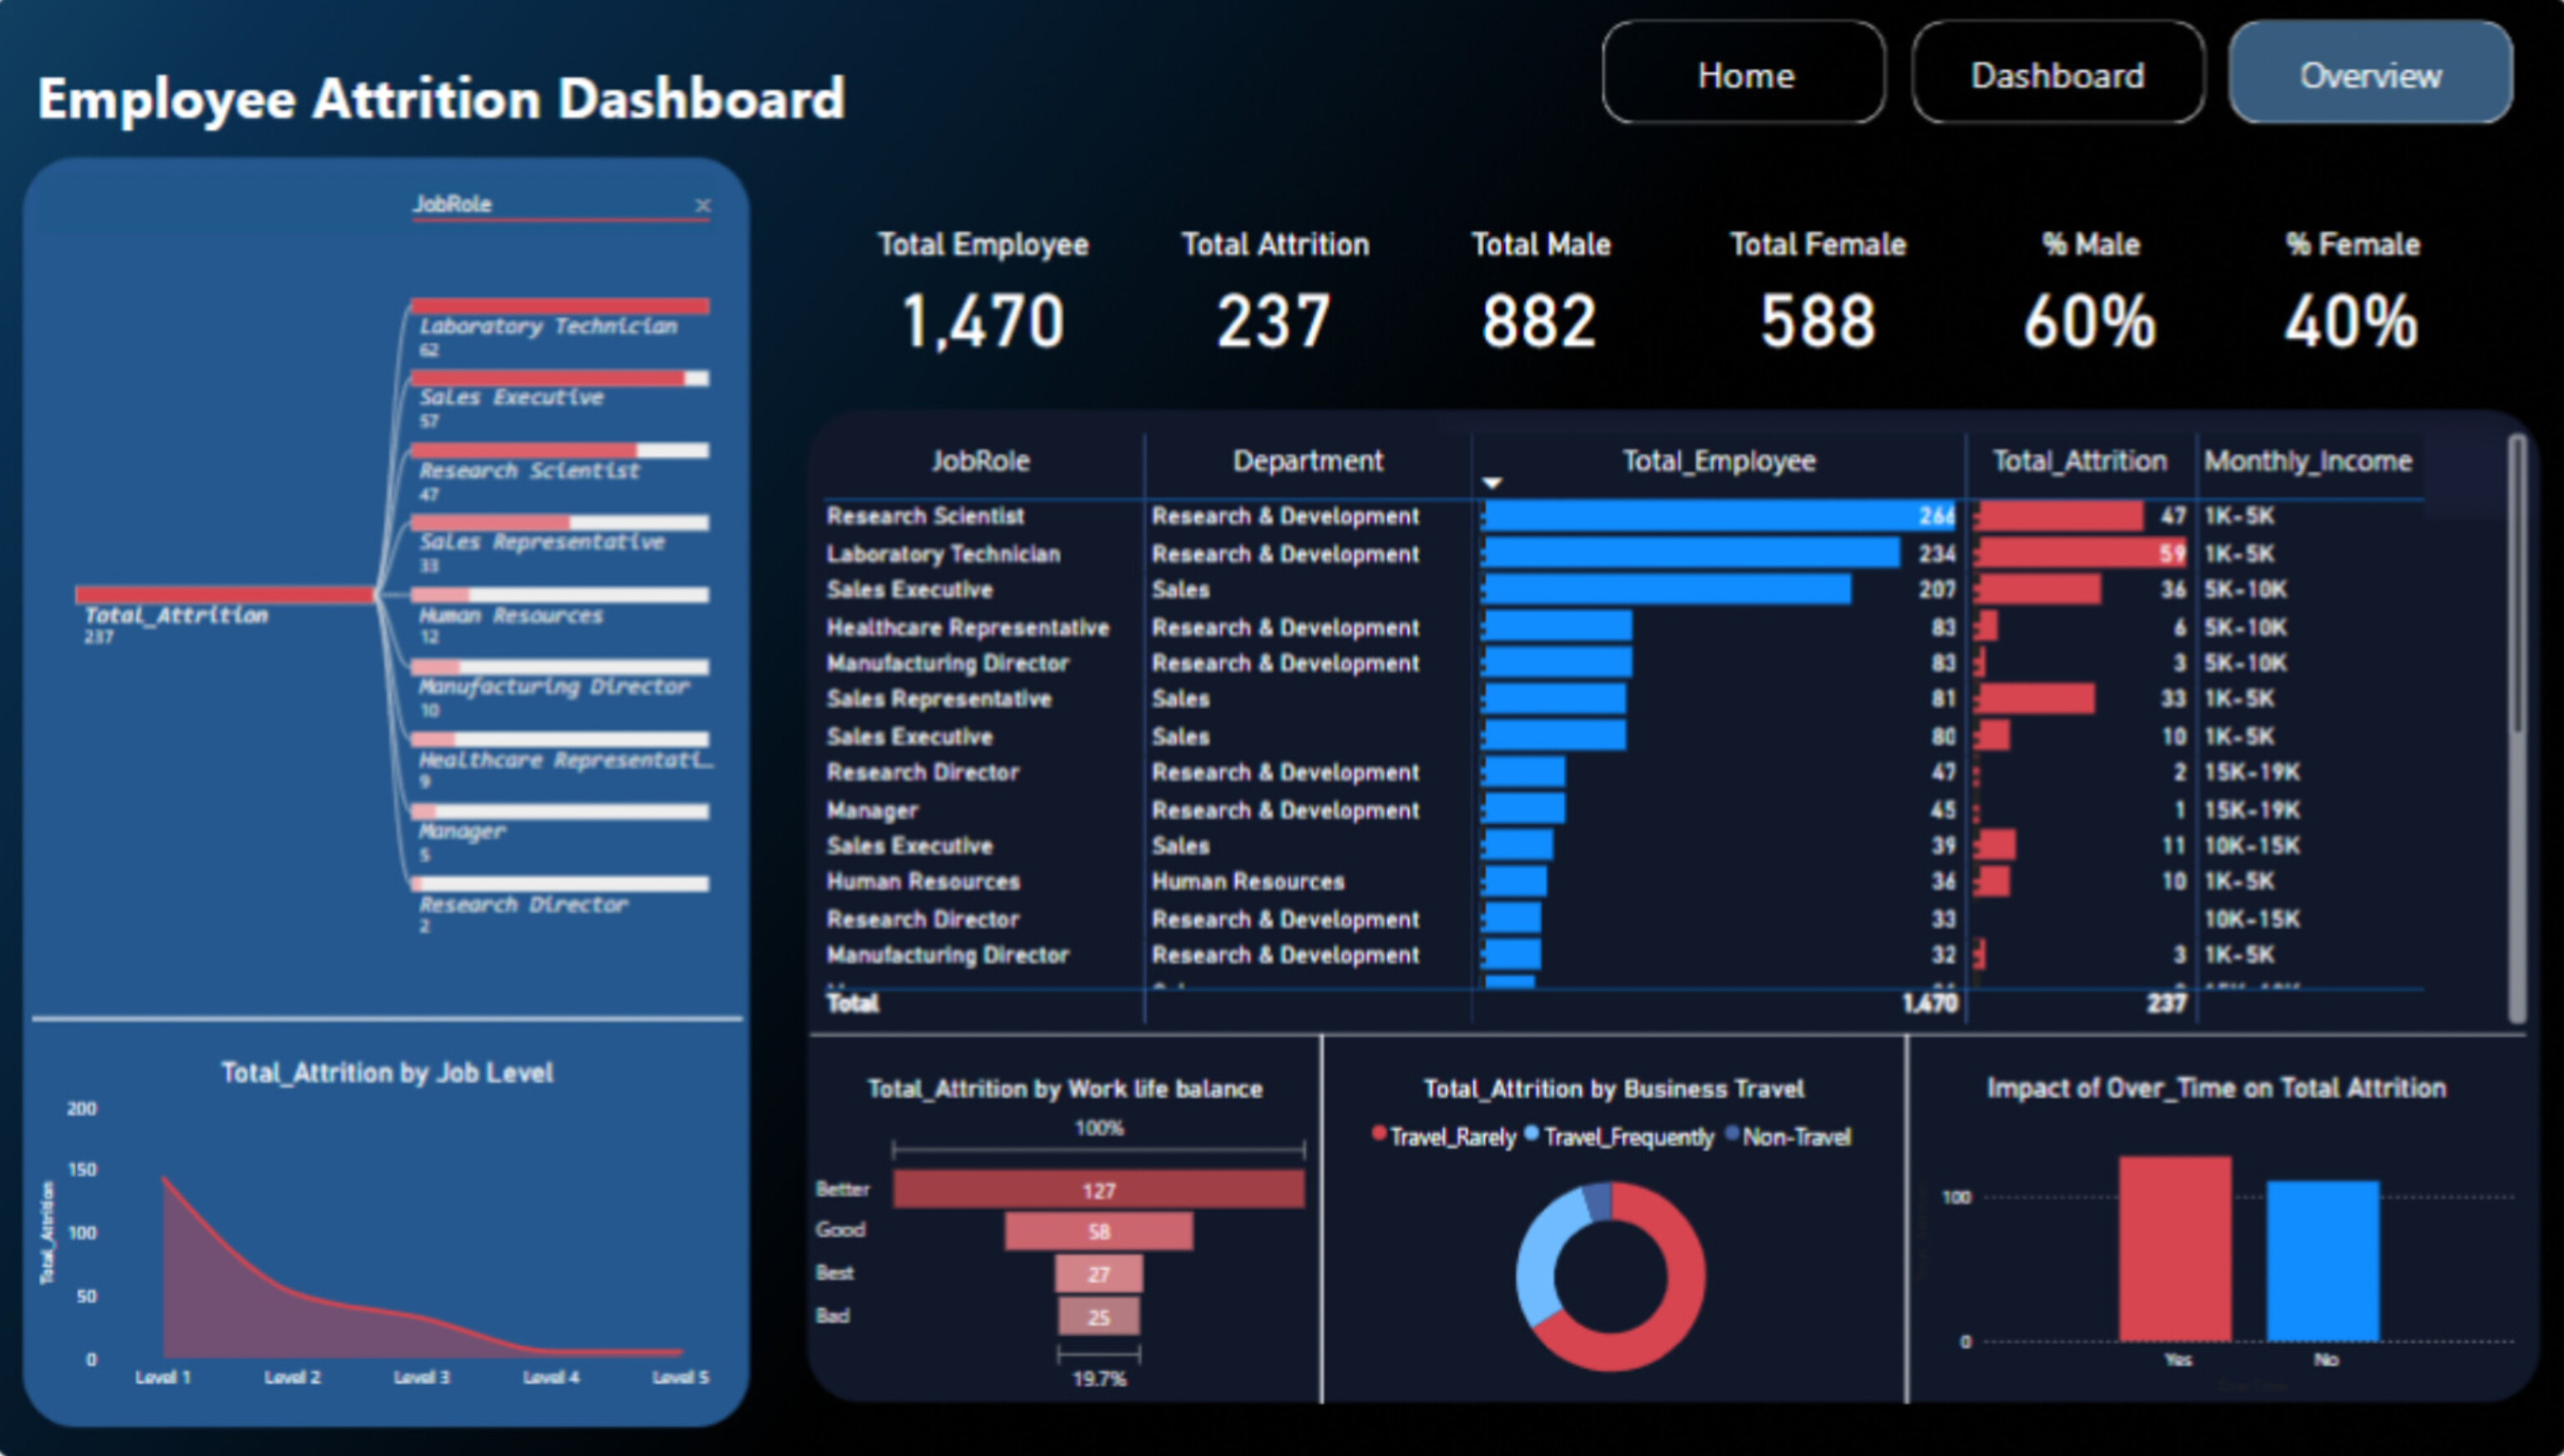 Employee Attrition Dashboard
Home
Dashboard
Overview
JobRole ×
Laboratory Technician
62
Sales Executive
57
Research Scientist
47
Sales Representative
33
Total_Attrition
237
Human Resources
12
Manufacturing Director
10
Healthcare Representati...
9
Manager
5
Research Director
2
Total_Attrition by Job Level
Total_Attrition
200
150
100
50
0
Level 1 Level 2 Level 3 Level 4 Level 5
Total Employee Total Attrition Total Male Total Female % Male % Female
1,470 237 882 588 60% 40%
JobRole Department Total_Employee Total_Attrition Monthly_Income
Research Scientist Research & Development 266 47 1K-5K
Laboratory Technician Research & Development 234 59 1K-5K
Sales Executive Sales 207 36 5K-10K
Healthcare Representative Research & Development 83 6 5K-10K
Manufacturing Director Research & Development 83 3 5K-10K
Sales Representative Sales 81 33 1K-5K
Sales Executive Sales 80 10 1K-5K
Research Director Research & Development 47 2 15K-19K
Manager Research & Development 45 1 15K-19K
Sales Executive Sales 39 11 10K-15K
Human Resources Human Resources 36 10 1K-5K
Research Director Research & Development 33 10K-15K
Manufacturing Director Research & Development 32 3 1K-5K
Total 1,470 237
Total_Attrition by Work life balance
100%
Better 127
Good 58
Best 27
Bad 25
19.7%
Total_Attrition by Business Travel
Travel_Rarely Travel_Frequently Non-Travel
Impact of Over_Time on Total Attrition
100
0
Yes No